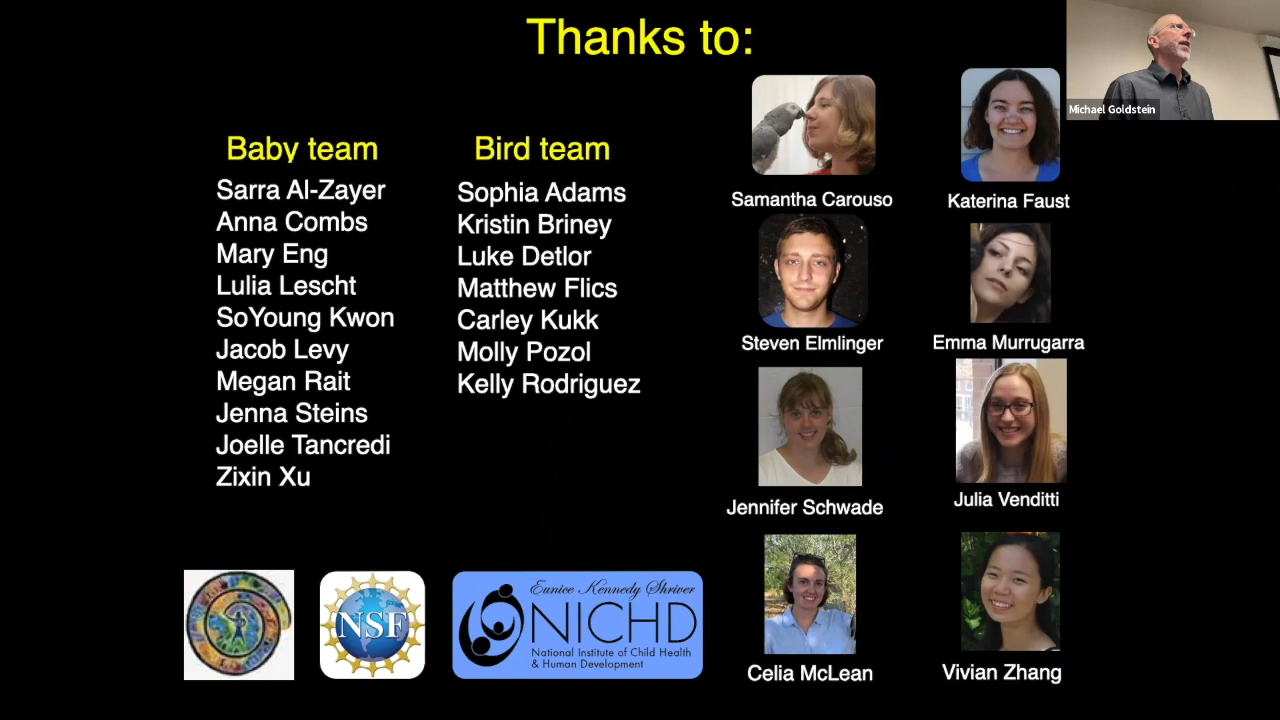 Thanks to:
Michael Goldstein
Baby team
Sarra Al-Zayer
Anna Combs
Mary Eng
Lulia Lescht
SoYoung Kwon
Jacob Levy
Megan Rait
Jenna Steins
Joelle Tancredi
Zixin Xu
Bird team
Sophia Adams
Kristin Briney
Luke Detlor
Matthew Flics
Carley Kukk
Molly Pozol
Kelly Rodriguez
Samantha Carouso
Katerina Faust
Steven Elmlinger
Emma Murrugarra
Jennifer Schwade
Julia Venditti
Celia McLean
Vivian Zhang
NSF
Eunice Kennedy Shriver
NICHD
National Institute of Child Health
& Human Development